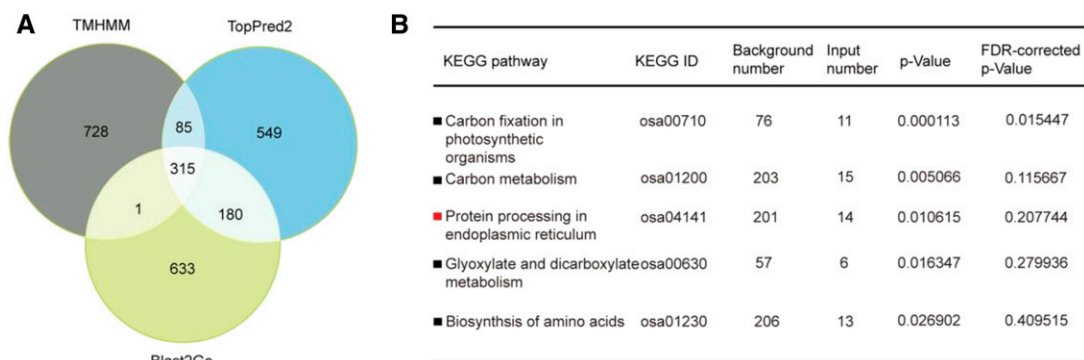 A
TMHMM
TopPred2
728
85
549
315
1
180
633
B
KEGG pathway KEGG ID Background number Input number p-Value FDR-corrected p-Value
Carbon fixation in osa00710 76 11 0.000113 0.015447
photosynthetic
organisms
Carbon metabolism osa01200 203 15 0.005066 0.115667
Protein processing in osa04141 201 14 0.010615 0.207744
endoplasmic reticulum
Glyoxylate and dicarboxylate osa00630 57 6 0.016347 0.279936
metabolism
Biosynthsis of amino acids osa01230 206 13 0.026902 0.409515